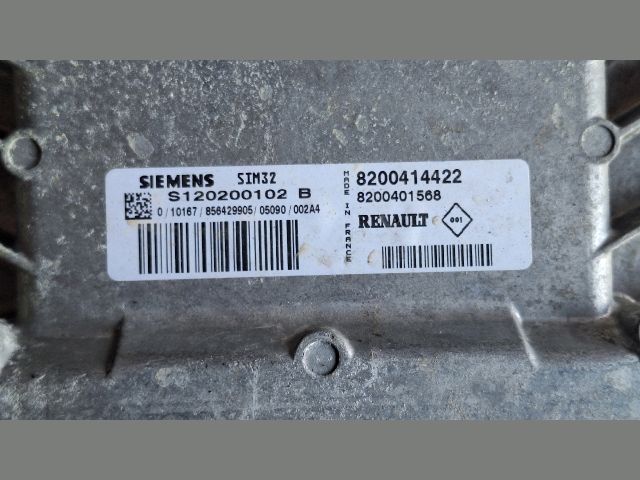 SIEMENS SIM32
S120200102 B
0/10167/856429905/05090/002A4
MADE IN FRANCE
8200414422
8200401568
RENAULT 001